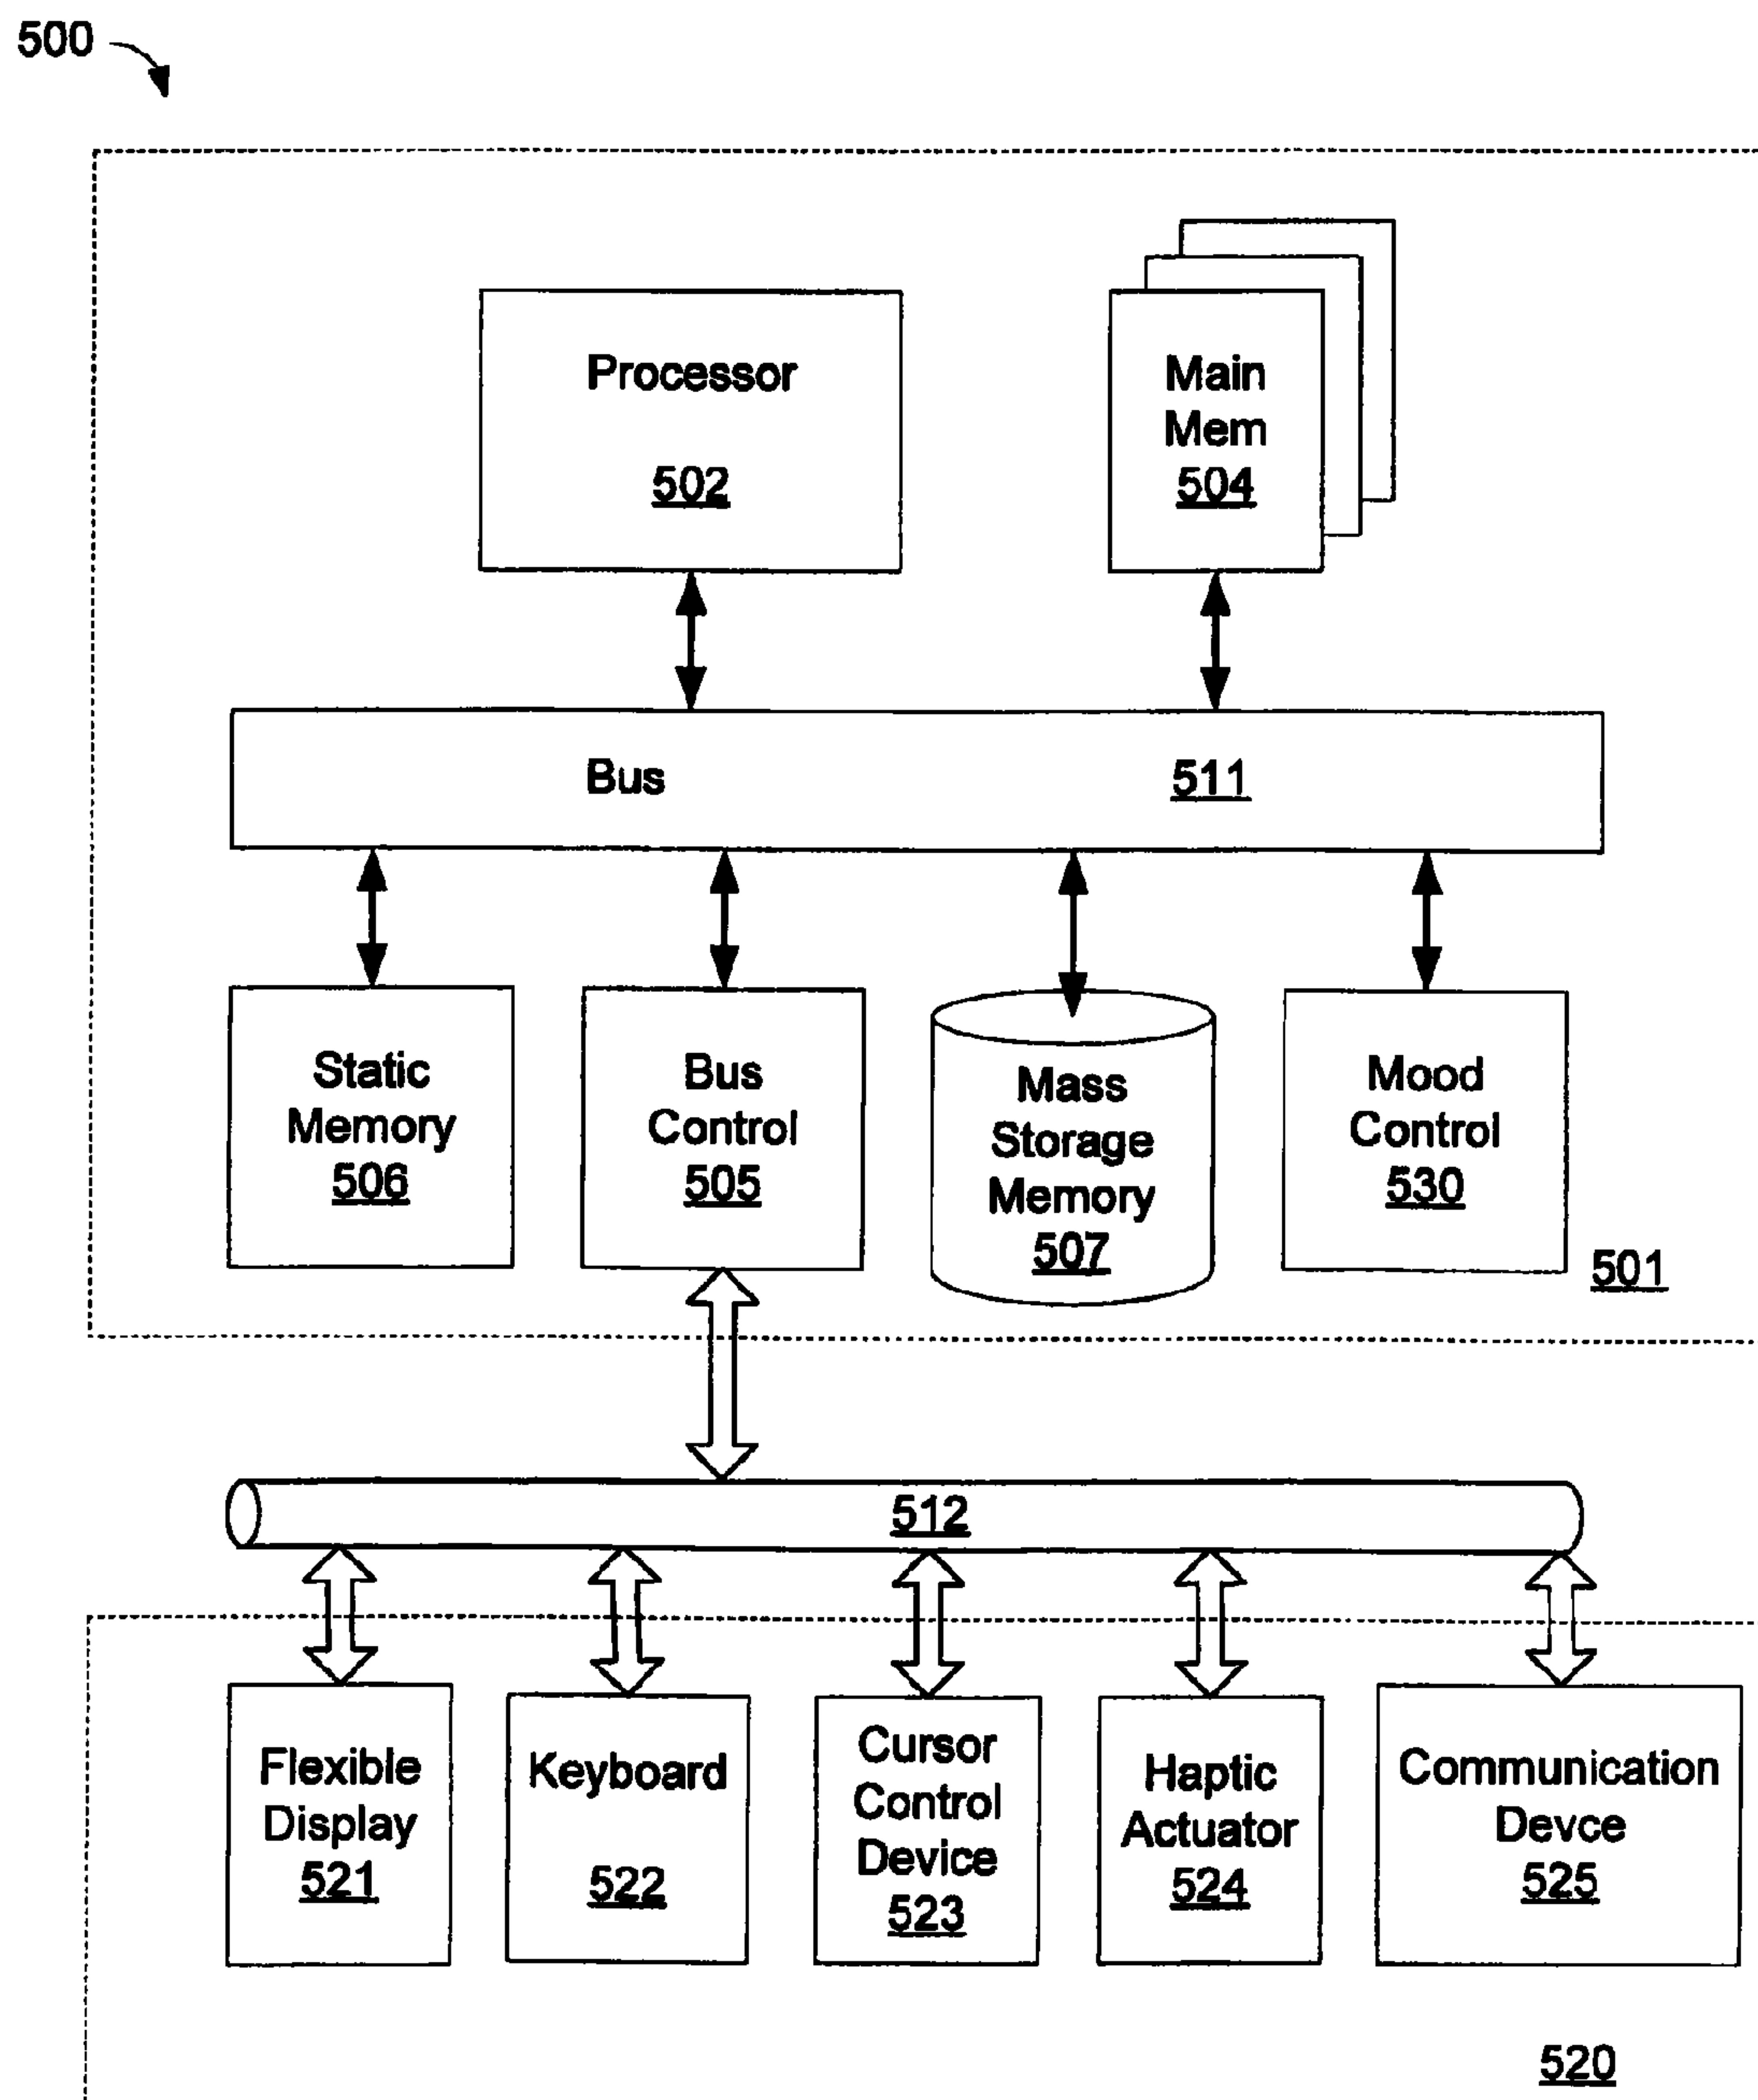 500
Processor
502
Main
Mem
504
Bus
511
Static
Memory
506
Bus
Control
505
Mass
Storage
Memory
507
Mood
Control
530
501
512
Flexible
Display
521
Keyboard
522
Cursor
Control
Device
523
Haptic
Actuator
524
Communication
Devce
525
520